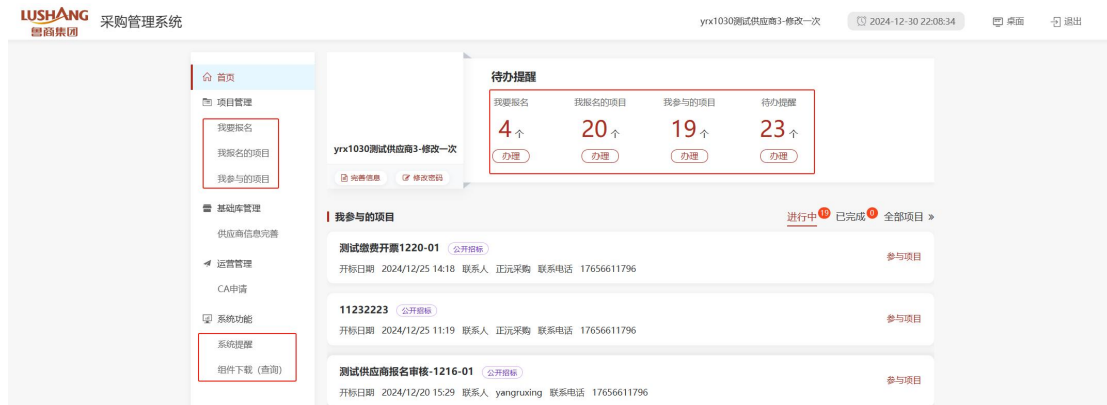 LUSHANG
鲁商集团
采购管理系统
yrx1030测试供应商3-修改一次
2024-12-30 22:08:34
桌面
退出
首页
项目管理
我要报名
我报名的项目
我参与的项目
基础库管理
供应商信息完善
运营管理
CA申请
系统功能
系统提醒
组件下载（查询)
yrx1030测试供应商3-修改一次
完善信息
修改密码
待办提醒
我要报名 我报名的项目 我参与的项目 待办提醒
4个 20个 19个 23个
办理 办理 办理 办理
我参与的项目
进行中 19 已完成 0 全部项目 »
测试缴费开票1220-01 公开招标
开标日期 2024/12/25 14:18 联系人 正沅采购 联系电话 17656611796
参与项目
11232223 公开招标
开标日期 2024/12/25 11:19 联系人 正沅采购 联系电话 17656611796
参与项目
测试供应商报名审核-1216-01 公开招标
开标日期 2024/12/20 15:29 联系人 yangruxing 联系电话 17656611796
参与项目